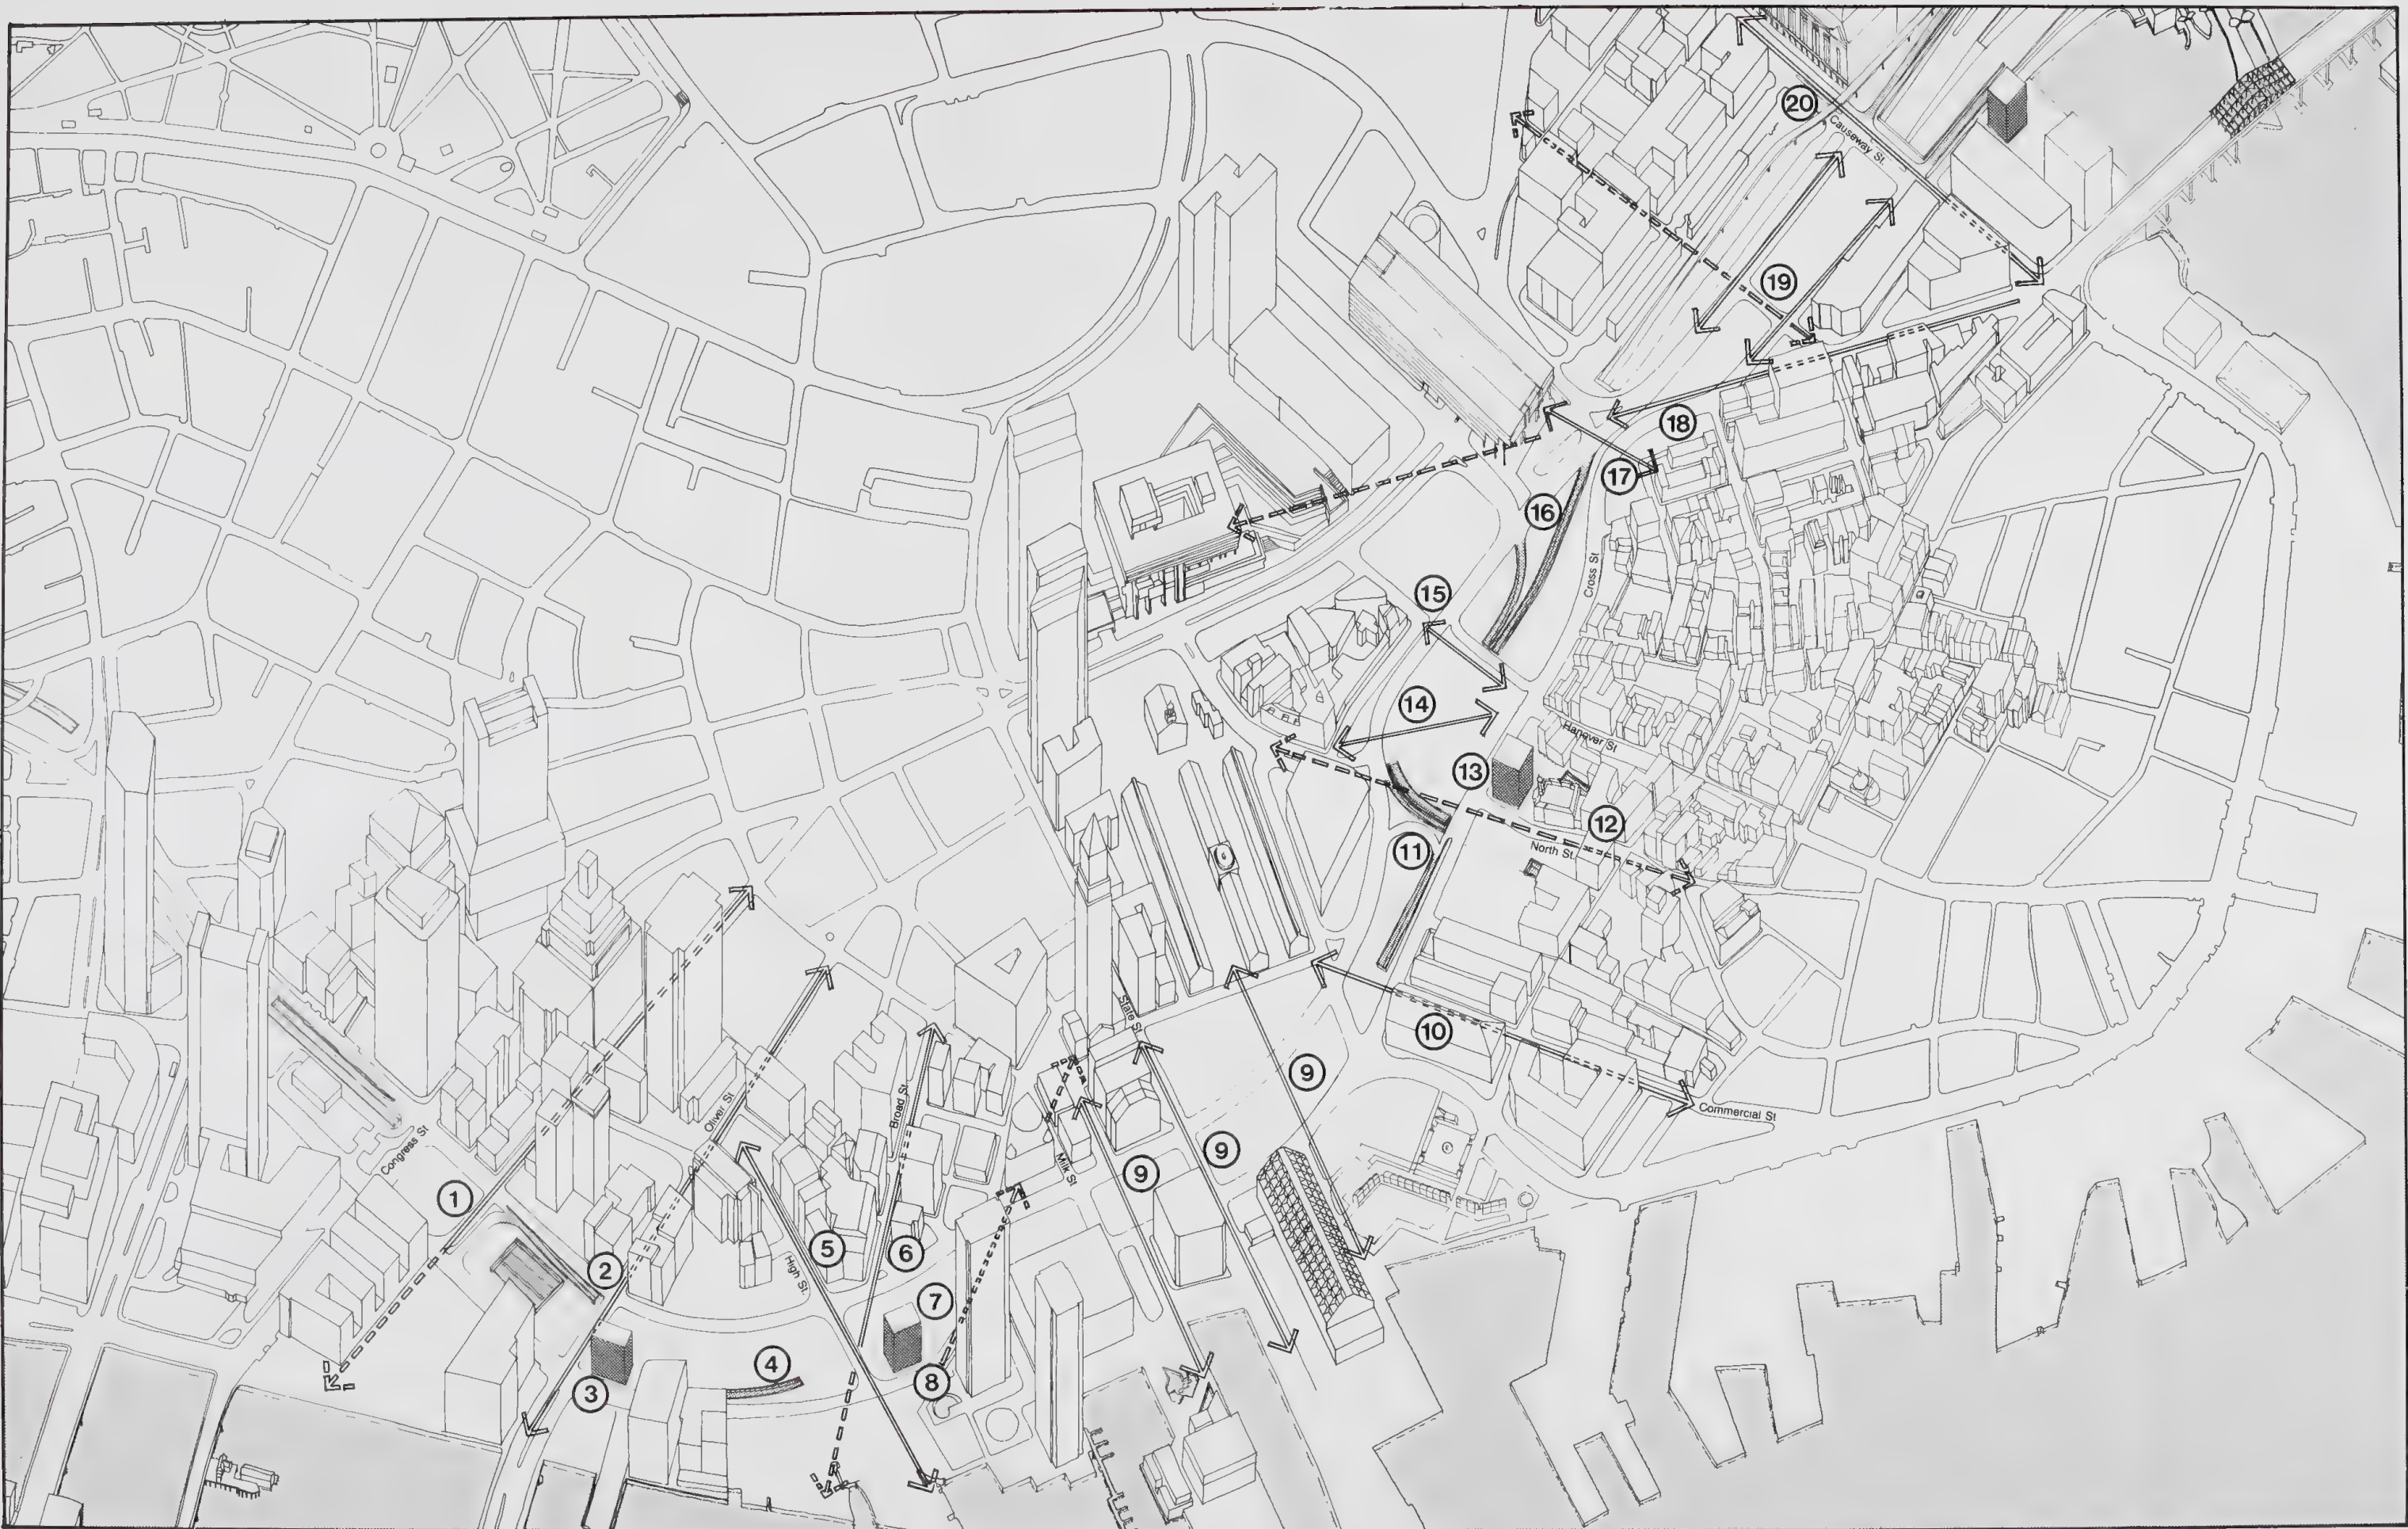 20
Causeway St.
19
18
17
16
Cross St
15
14
Hanover St
13
12
North St.
11
State St.
10
9
Commercial St
Oliver St
Broad St
Congress St
9
9
Milk St
1
5
6
2
High St.
7
4
8
3